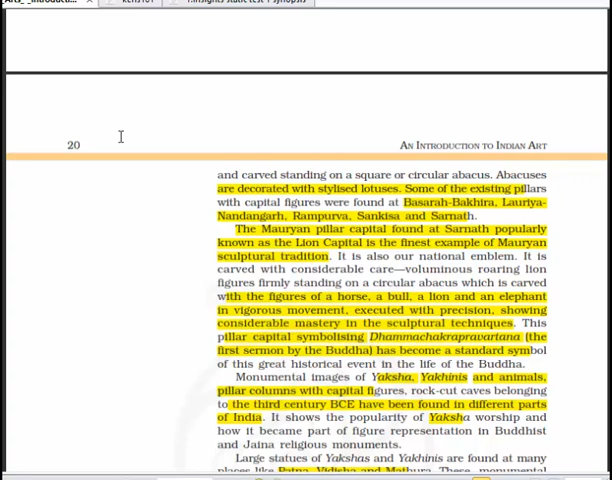 20
AN INTRODUCTION TO INDIAN ART
and carved standing on a square or circular abacus. Abacuses
are decorated with stylised lotuses. Some of the existing pillars
with capital figures were found at Basarah-Bakhira, Lauriya-
Nandangarh, Rampurva, Sankisa and Sarnath.
The Mauryan pillar capital found at Sarnath popularly
known as the Lion Capital is the finest example of Mauryan
sculptural tradition. It is also our national emblem. It is
carved with considerable care—voluminous roaring lion
figures firmly standing on a circular abacus which is carved
with the figures of a horse, a bull, a lion and an elephant
in vigorous movement, executed with precision, showing
considerable mastery in the sculptural techniques. This
pillar capital symbolising Dhammachakrapravartana (the
first sermon by the Buddha) has become a standard symbol
of this great historical event in the life of the Buddha.
Monumental images of Yaksha, Yakhinis and animals,
pillar columns with capital figures, rock-cut caves belonging
to the third century BCE have been found in different parts
of India. It shows the popularity of Yaksha worship and
how it became part of figure representation in Buddhist
and Jaina religious monuments.
Large statues of Yakshas and Yakhinis are found at many
places like Patna, Vidisha and Mathura. These monumental